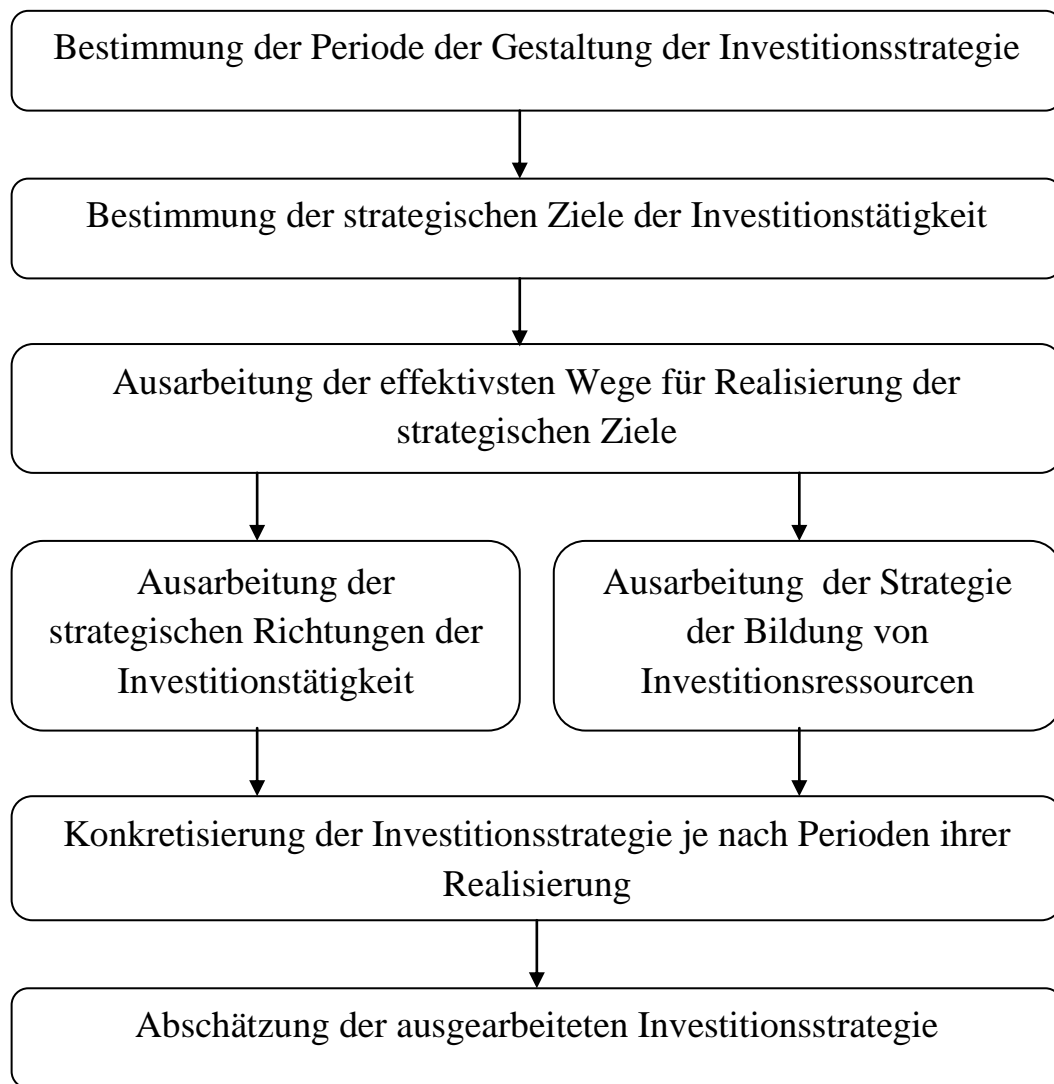 Bestimmung der Periode der Gestaltung der Investitionsstrategie
Bestimmung der strategischen Ziele der Investitionstätigkeit
Ausarbeitung der effektivsten Wege für Realisierung der
strategischen Ziele
Ausarbeitung der
strategischen Richtungen der
Investitionstätigkeit
Ausarbeitung der Strategie
der Bildung von
Investitionsressourcen
Konkretisierung der Investitionsstrategie je nach Perioden ihrer
Realisierung
Abschätzung der ausgearbeiteten Investitionsstrategie